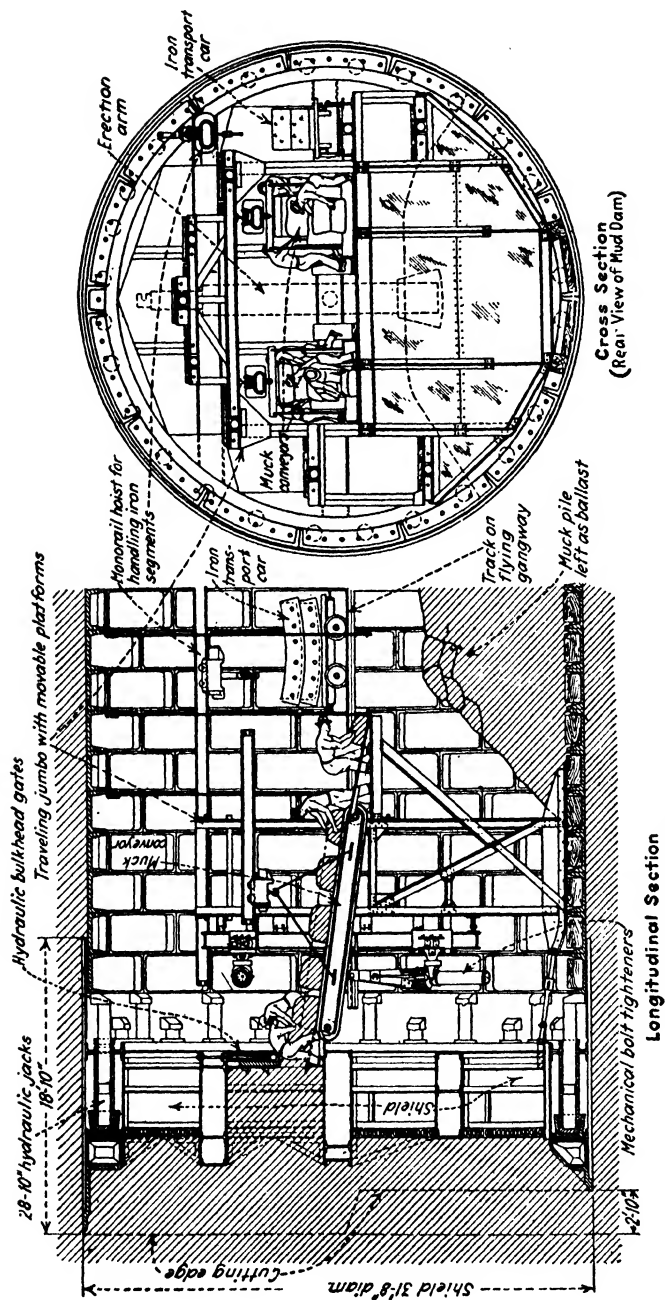 28-10" hydraulic jacks
18'-10"
Hydraulic bulkhead gates
Traveling jumbo with movable platforms
Monorail hoist for
handling iron
segments
Iron
trans-
port
car
Track on
flying
gangway
Muck pile
left as ballast
Muck
conveyor
Shield
Mechanical bolt tighteners
Cutting edge
Shield 31'-8" diam.
2'-10"
Longitudinal Section
Erection
arm
Iron
transport
car
Muck
conveyors
Cross Section
(Rear View of Mud Dam)